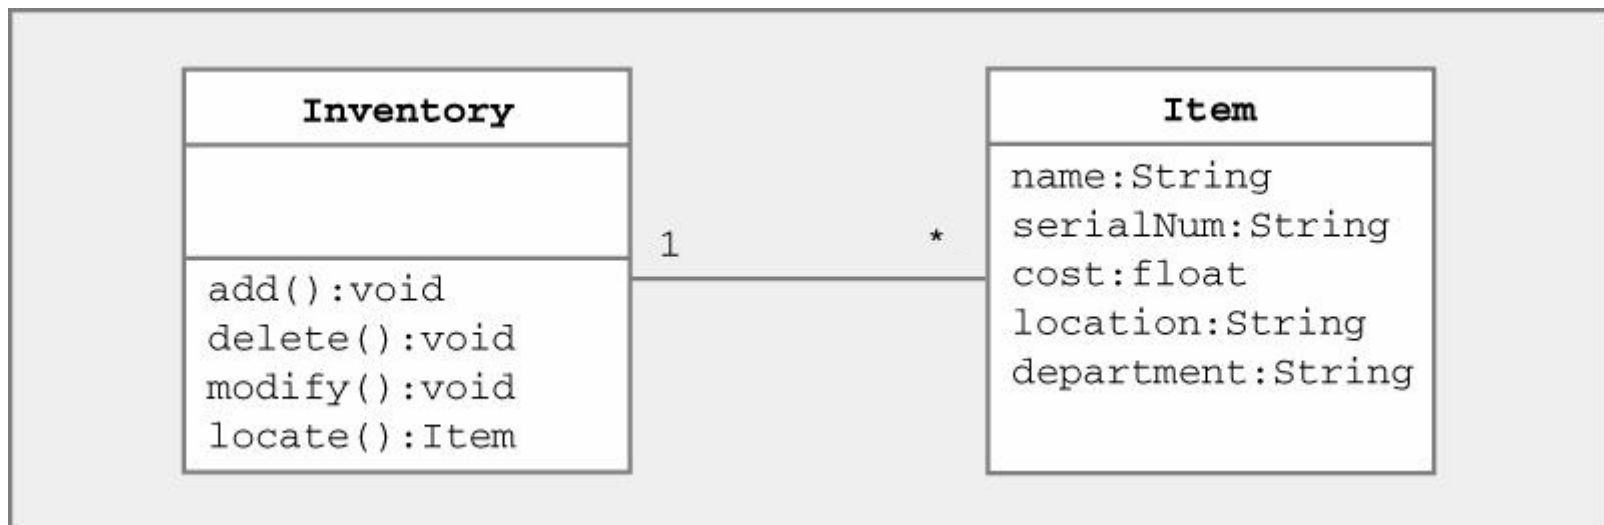 Inventory
add():void
delete():void
modify():void
locate():Item
1
*
Item
name:String
serialNum:String
cost:float
location:String
department:String